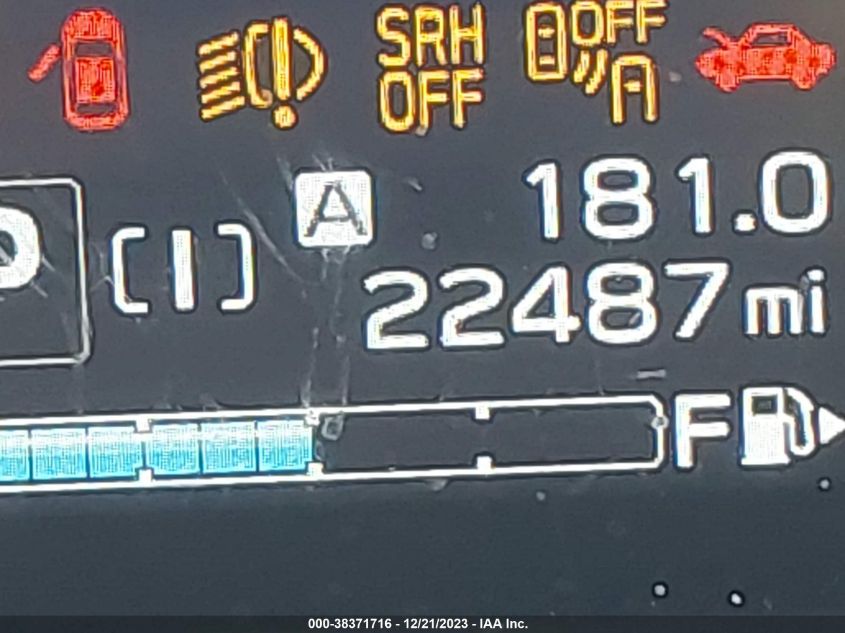 SRH OFF
OFF A
P
A 181.0
22487 mi
F
000-38371716 - 12/21/2023 - IAA Inc.